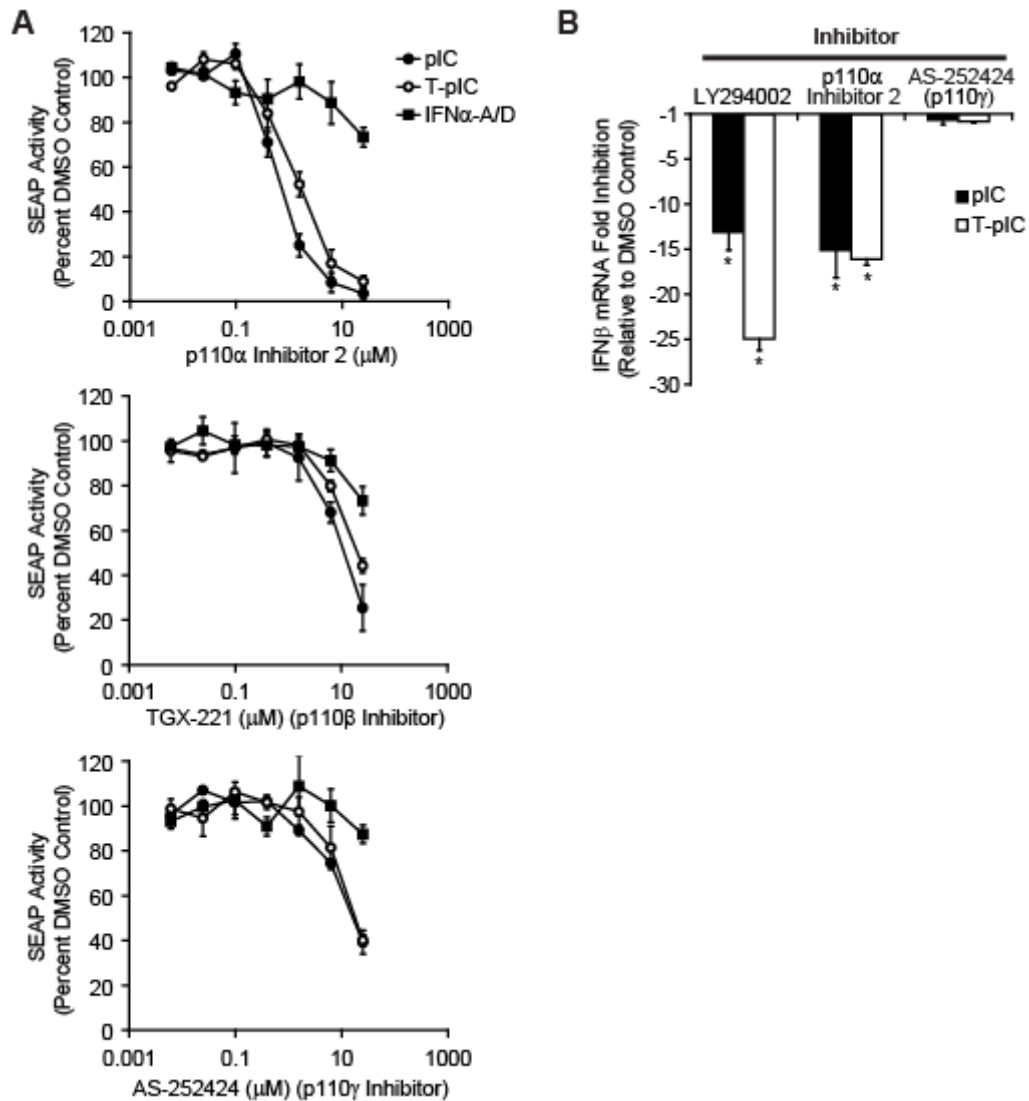 A
SEAP Activity
(Percent DMSO Control)
120
100
80
60
40
20
0
0.001 0.1 10 1000
p110α Inhibitor 2 (μM)
pIC
T-pIC
IFNα-A/D
SEAP Activity
(Percent DMSO Control)
120
100
80
60
40
20
0
0.001 0.1 10 1000
TGX-221 (μM) (p110β Inhibitor)
SEAP Activity
(Percent DMSO Control)
120
100
80
60
40
20
0
0.001 0.1 10 1000
AS-252424 (μM) (p110γ Inhibitor)
B
Inhibitor
LY294002
p110α
Inhibitor 2
AS-252424
(p110γ)
IFNβ mRNA Fold Inhibition
(Relative to DMSO Control)
-1
-5
-10
-15
-20
-25
-30
* * * *
pIC
T-pIC